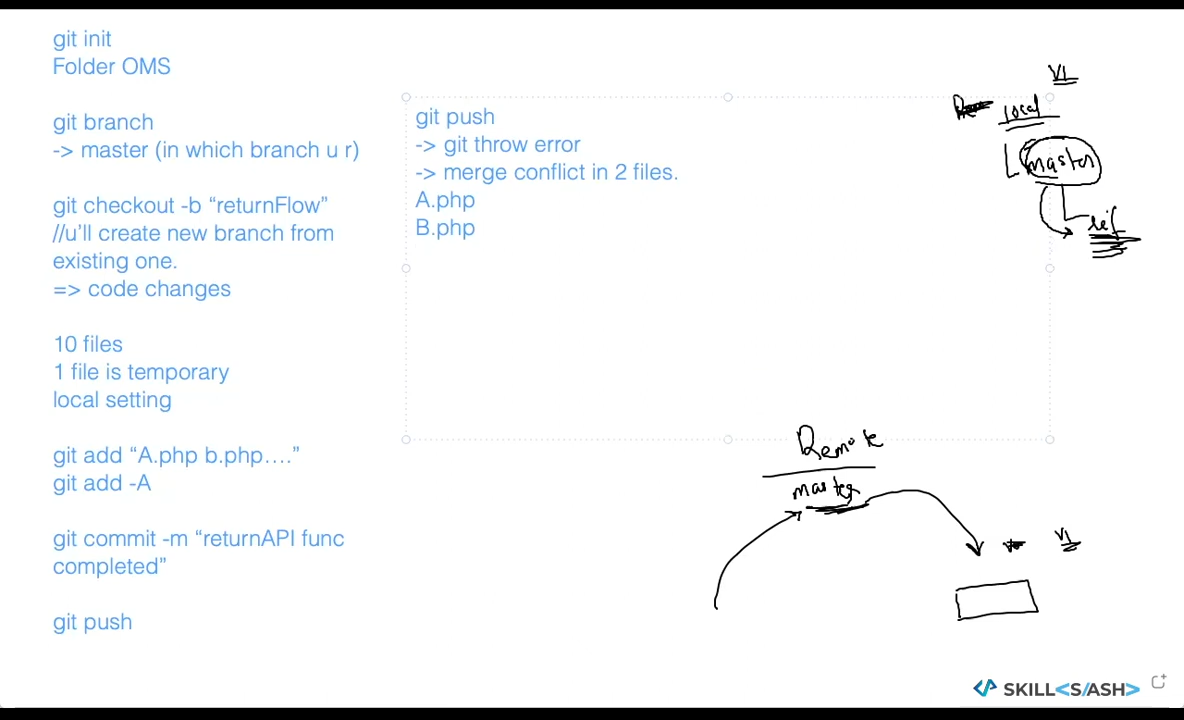 git init
Folder OMS
git branch
-> master (in which branch u r)
git checkout -b “returnFlow”
//u’ll create new branch from
existing one.
=> code changes
10 files
1 file is temporary
local setting
git add “A.php b.php….”
git add -A
git commit -m “returnAPI func
completed”
git push
git push
-> git throw error
-> merge conflict in 2 files.
A.php
B.php
V1
local
master
Remote
master
V1
SKILL<S/ASH>